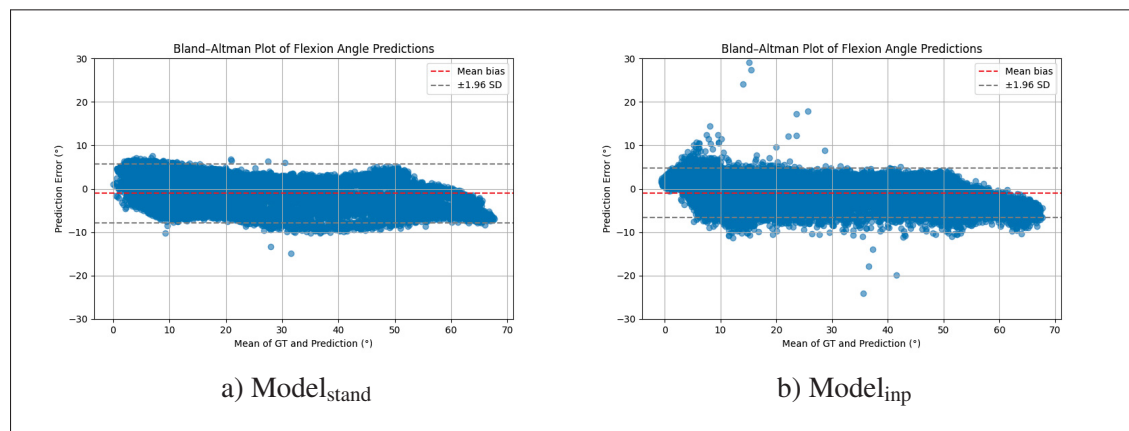 Bland–Altman Plot of Flexion Angle Predictions
30
20
10
0
−10
−20
−30
Prediction Error (°)
Mean bias
±1.96 SD
0 10 20 30 40 50 60 70
Mean of GT and Prediction (°)
a) Model_stand
Bland–Altman Plot of Flexion Angle Predictions
30
20
10
0
−10
−20
−30
Prediction Error (°)
Mean bias
±1.96 SD
0 10 20 30 40 50 60 70
Mean of GT and Prediction (°)
b) Model_inp